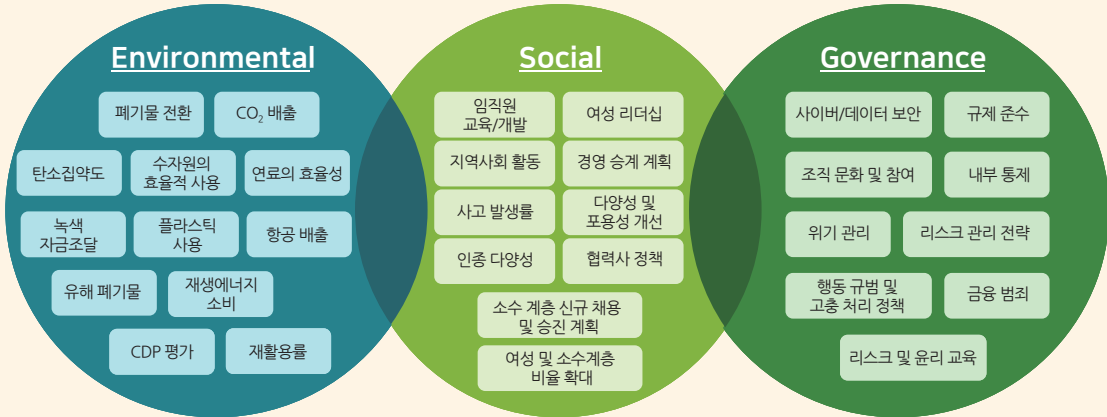 Environmental
폐기물 전환
CO₂ 배출
탄소집약도
수자원의
효율적 사용
연료의 효율성
녹색
자금조달
플라스틱
사용
항공 배출
유해 폐기물
재생에너지
소비
CDP 평가
재활용률
Social
임직원
교육/개발
여성 리더십
지역사회 활동
경영 승계 계획
사고 발생률
다양성 및
포용성 개선
인종 다양성
협력사 정책
소수 계층 신규 채용
및 승진 계획
여성 및 소수계층
비율 확대
Governance
사이버/데이터 보안
규제 준수
조직 문화 및 참여
내부 통제
위기 관리
리스크 관리 전략
행동 규범 및
고충 처리 정책
금융 범죄
리스크 및 윤리 교육